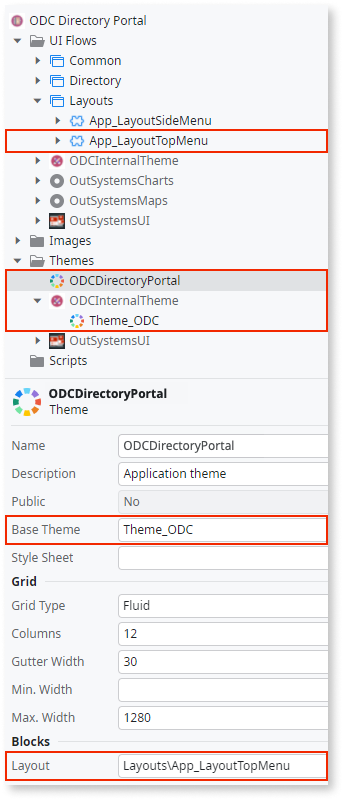 ODC Directory Portal
UI Flows
Common
Directory
Layouts
App_LayoutSideMenu
App_LayoutTopMenu
ODCInternalTheme
OutSystemsCharts
OutSystemsMaps
OutSystemsUI
Images
Themes
ODCDirectoryPortal
ODCInternalTheme
Theme_ODC
OutSystemsUI
Scripts
ODCDirectoryPortal
Theme
Name ODCDirectoryPortal
Description Application theme
Public No
Base Theme Theme_ODC
Style Sheet
Grid
Grid Type Fluid
Columns 12
Gutter Width 30
Min. Width
Max. Width 1280
Blocks
Layout Layouts\App_LayoutTopMenu